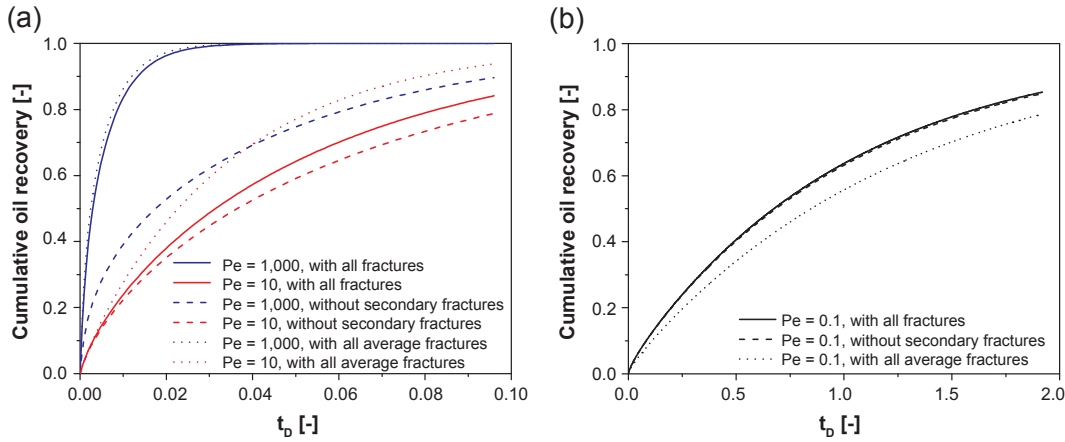 (a)
Cumulative oil recovery [-]
1.0
0.8
0.6
0.4
0.2
0.0
Pe = 1,000, with all fractures
Pe = 10, with all fractures
Pe = 1,000, without secondary fractures
Pe = 10, without secondary fractures
Pe = 1,000, with all average fractures
Pe = 10, with all average fractures
0.00 0.02 0.04 0.06 0.08 0.10
tD [-]
(b)
Cumulative oil recovery [-]
1.0
0.8
0.6
0.4
0.2
0.0
Pe = 0.1, with all fractures
Pe = 0.1, without secondary fractures
Pe = 0.1, with all average fractures
0.0 0.5 1.0 1.5 2.0
tD [-]